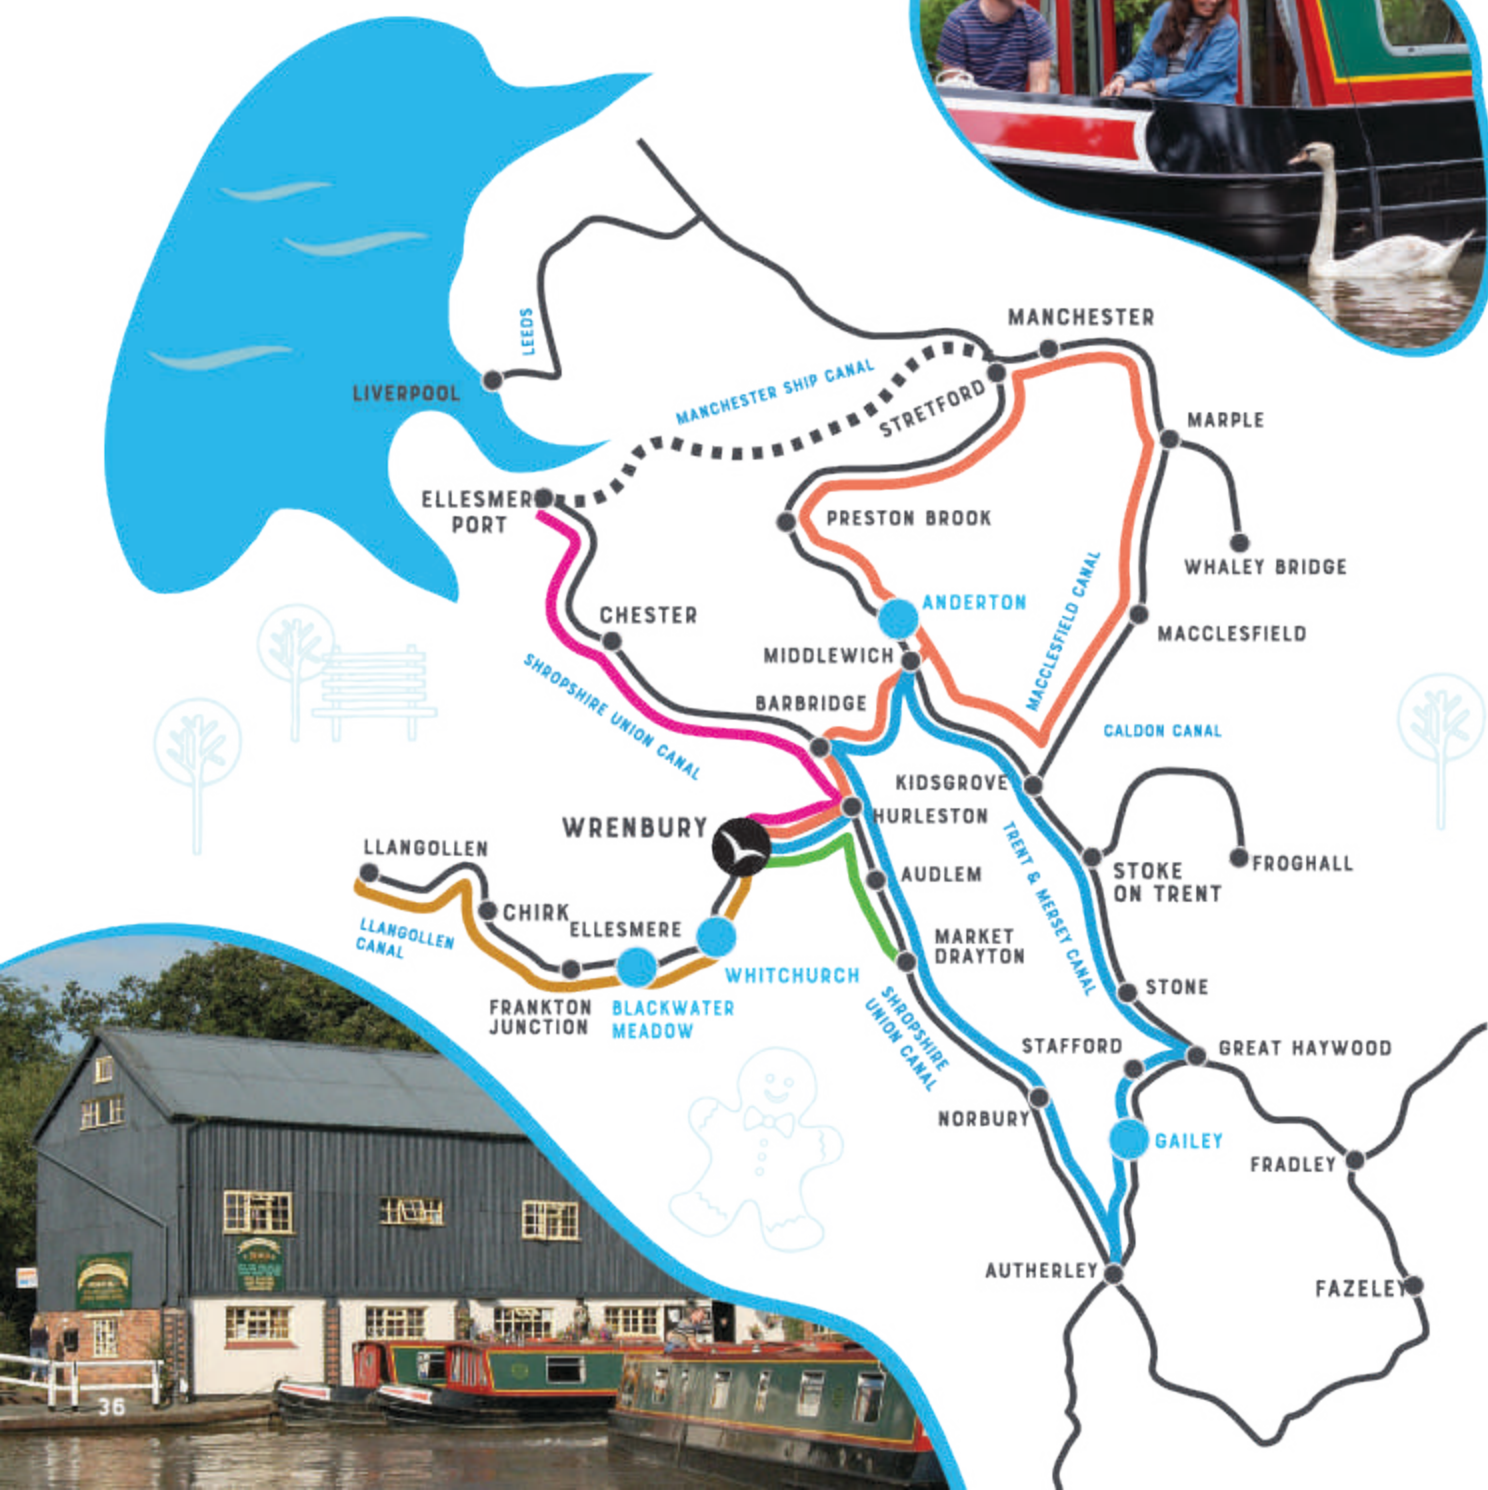 MANCHESTER
LEEDS
MANCHESTER SHIP CANAL
LIVERPOOL
STRETFORD
MARPLE
ELLESMER
PORT
PRESTON BROOK
WHALEY BRIDGE
ANDERTON
CHESTER
MACCLESFIELD CANAL
MACCLESFIELD
MIDDLEWICH
SHROPSHIRE UNION CANAL
BARBRIDGE
CALDON CANAL
KIDSGROVE
HURLESTON
WRENBURY
TRENT & MERSEY CANAL
LLANGOLLEN
FROGHALL
STOKE
ON TRENT
AUDLEM
CHIRK
ELLESMERE
LLANGOLLEN
CANAL
MARKET
DRAYTON
WHITCHURCH
STONE
FRANKTON
JUNCTION
BLACKWATER
MEADOW
SHROPSHIRE
UNION CANAL
STAFFORD
GREAT HAYWOOD
NORBURY
GAILEY
FRADLEY
AUTHERLEY
FAZELEY
36